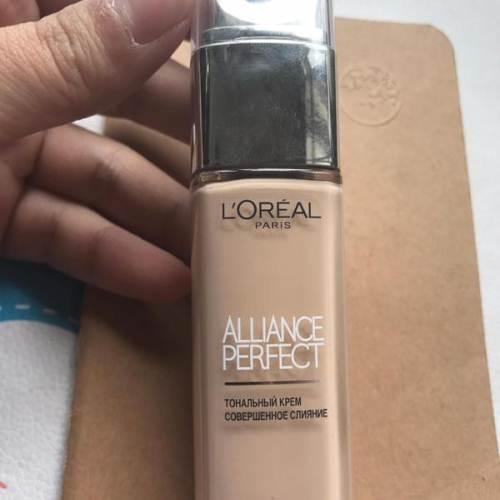 L'ORÉAL
PARIS
ALLIANCE
PERFECT
ТОНАЛЬНЫЙ КРЕМ
СОВЕРШЕННОЕ СЛИЯНИЕ